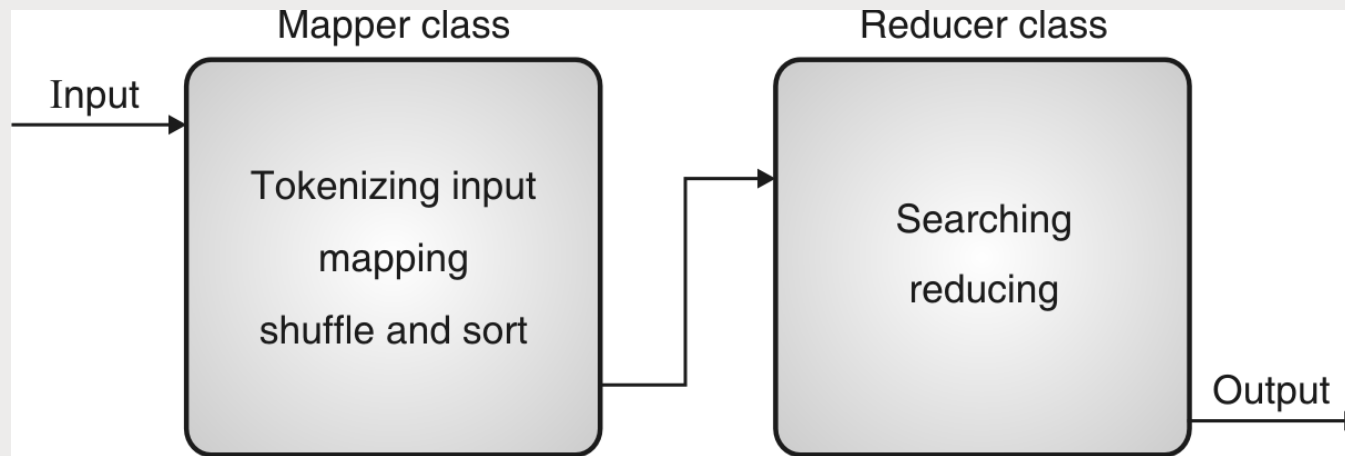 Mapper class
Reducer class
Input
Tokenizing input
mapping
shuffle and sort
Searching
reducing
Output